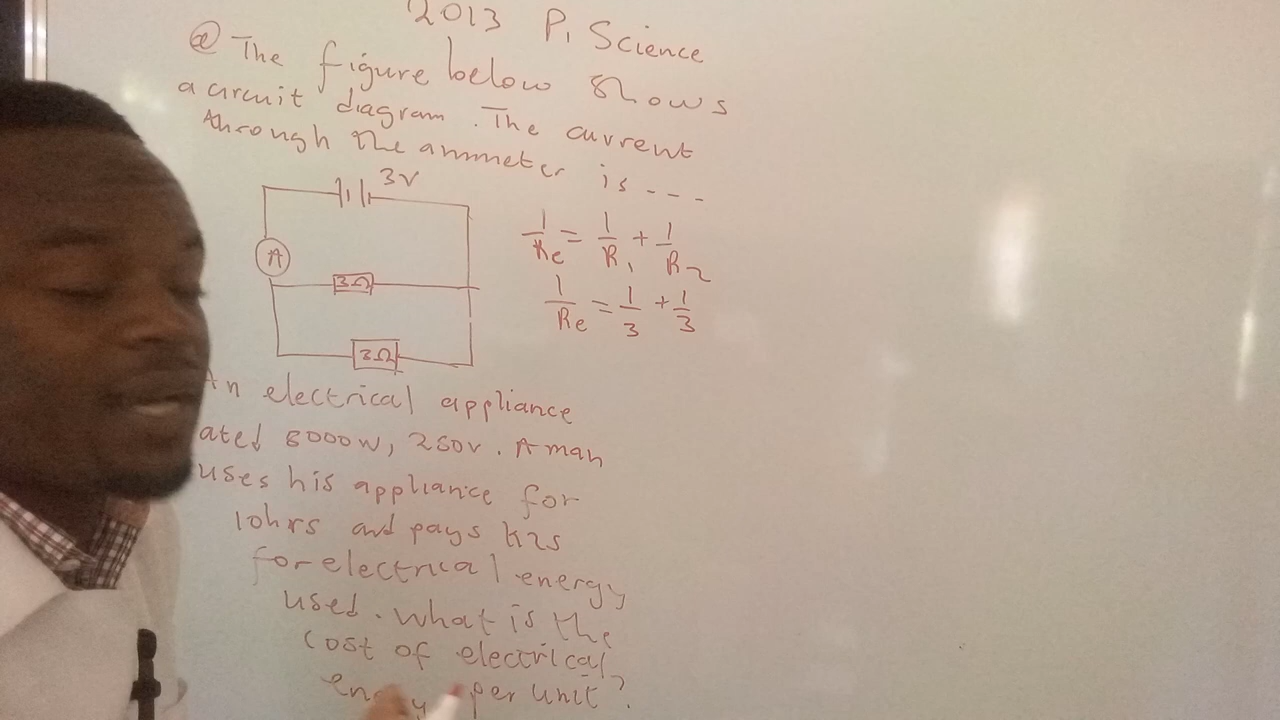 2013 P1 Science
@ The figure below shows
a circuit diagram. The current
through the ammeter is ---
3V
A
3Ω
3Ω
1/Re = 1/R1 + 1/R2
1/Re = 1/3 + 1/3
An electrical appliance
ated 8000W, 250V. A man
uses his appliance for
10hrs and pays K25
for electrical energy
used. What is the
cost of electrical
per unit?